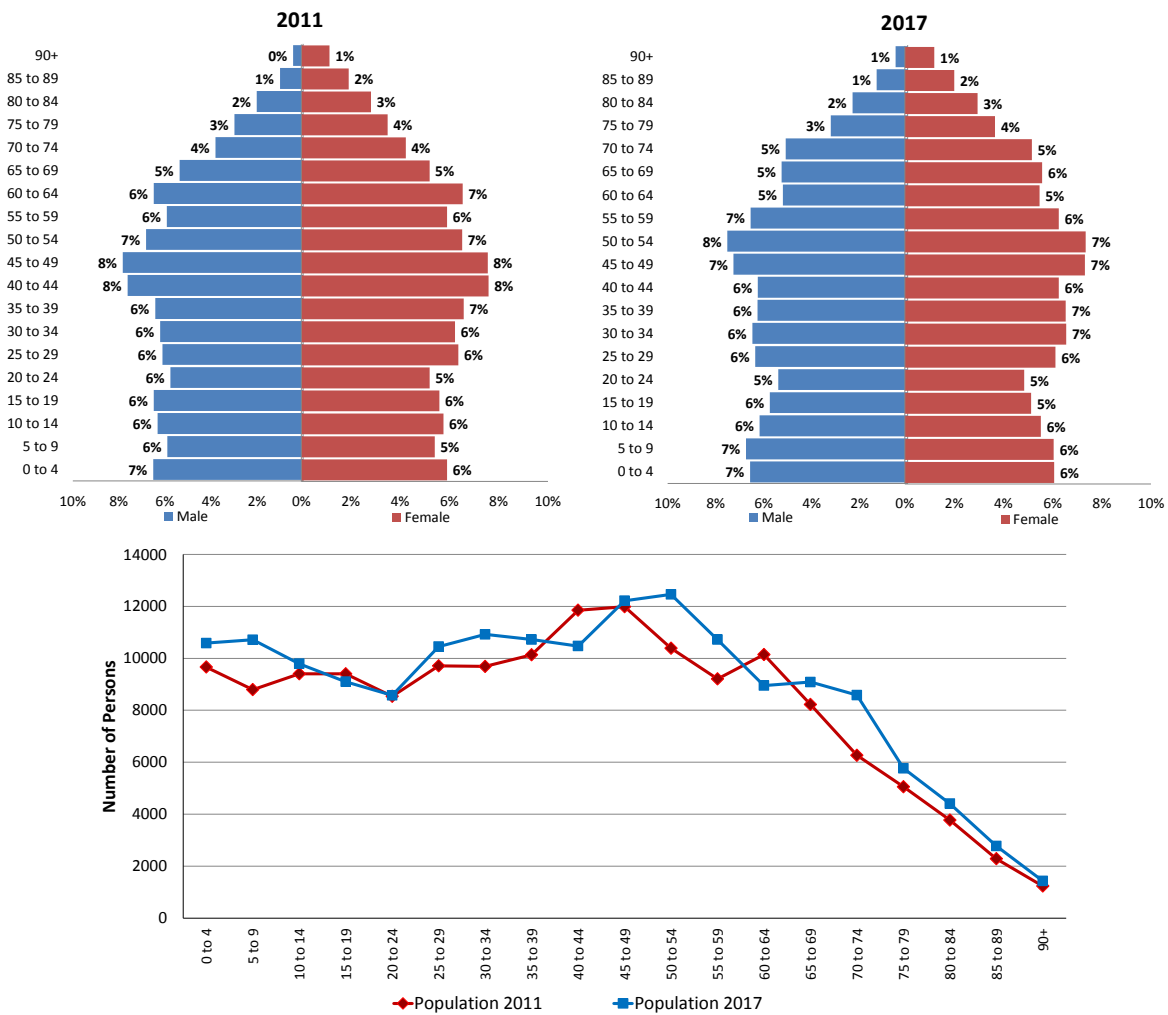 2011
90+ 0% 1%
85 to 89 1% 2%
80 to 84 2% 3%
75 to 79 3% 4%
70 to 74 4% 4%
65 to 69 5% 5%
60 to 64 6% 7%
55 to 59 6% 6%
50 to 54 7% 7%
45 to 49 8% 8%
40 to 44 8% 8%
35 to 39 6% 7%
30 to 34 6% 6%
25 to 29 6% 6%
20 to 24 6% 5%
15 to 19 6% 6%
10 to 14 6% 6%
5 to 9 6% 5%
0 to 4 7% 6%
10% 8% 6% 4% 2% 0% 2% 4% 6% 8% 10%
Male Female
2017
90+ 1% 1%
85 to 89 1% 2%
80 to 84 2% 3%
75 to 79 3% 4%
70 to 74 5% 5%
65 to 69 5% 6%
60 to 64 5% 5%
55 to 59 7% 6%
50 to 54 8% 7%
45 to 49 7% 7%
40 to 44 6% 6%
35 to 39 6% 7%
30 to 34 6% 7%
25 to 29 6% 6%
20 to 24 5% 5%
15 to 19 6% 5%
10 to 14 6% 6%
5 to 9 7% 6%
0 to 4 7% 6%
10% 8% 6% 4% 2% 0% 2% 4% 6% 8% 10%
Male Female
Number of Persons
14000
12000
10000
8000
6000
4000
2000
0
0 to 4
5 to 9
10 to 14
15 to 19
20 to 24
25 to 29
30 to 34
35 to 39
40 to 44
45 to 49
50 to 54
55 to 59
60 to 64
65 to 69
70 to 74
75 to 79
80 to 84
85 to 89
90+
Population 2011 Population 2017